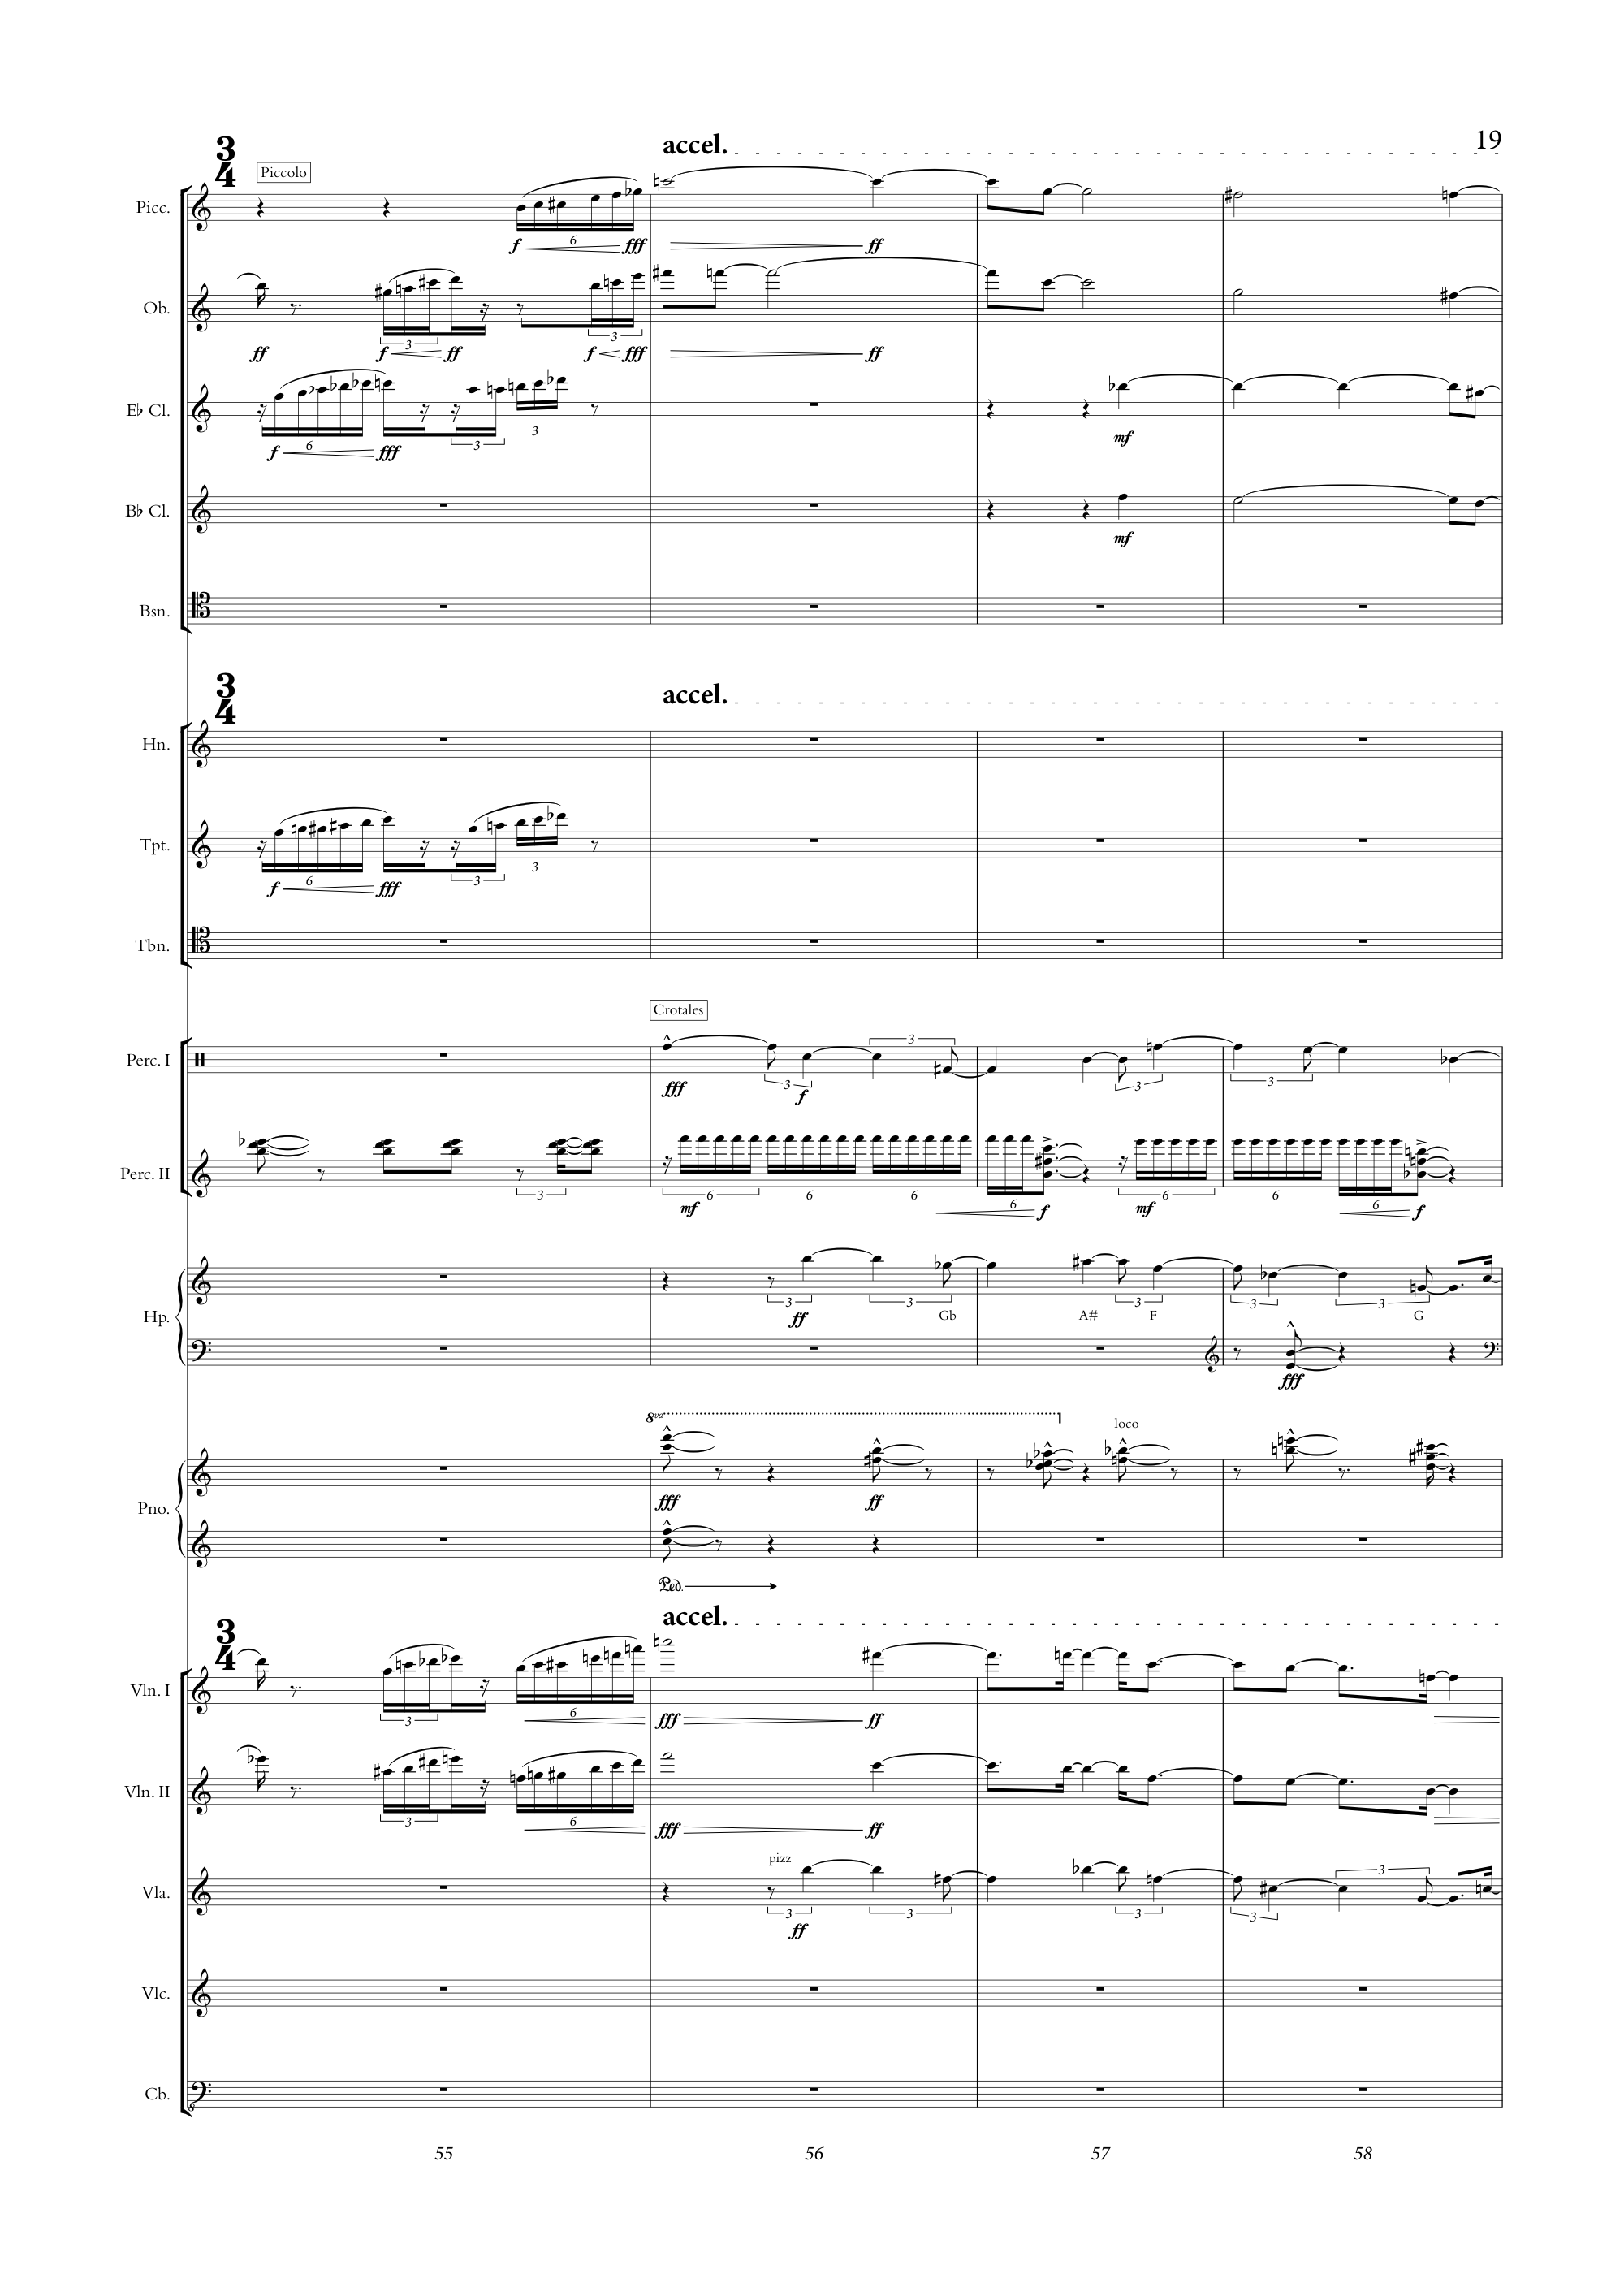 19
3
4
accel.
Piccolo
Picc.
6
f
fff
ff
Ob.
3
3
ff
f
ff
f
fff
ff
E♭ Cl.
6
3
3
f
fff
mf
B♭ Cl.
mf
Bsn.
3
4
accel.
Hn.
Tpt.
6
3
3
f
fff
Tbn.
Crotales
Perc. I
3
3
3
3
fff
f
Perc. II
3
6
6
6
6
6
6
6
mf
f
mf
f
Hp.
3
3
3
3
3
ff
Gb
A#
F
G
fff
8va
loco
Pno.
fff
ff
Ped.
3
4
accel.
Vln. I
3
6
fff
ff
Vln. II
3
6
fff
ff
pizz
Vla.
3
3
3
3
3
ff
Vlc.
Cb.
8
55
56
57
58